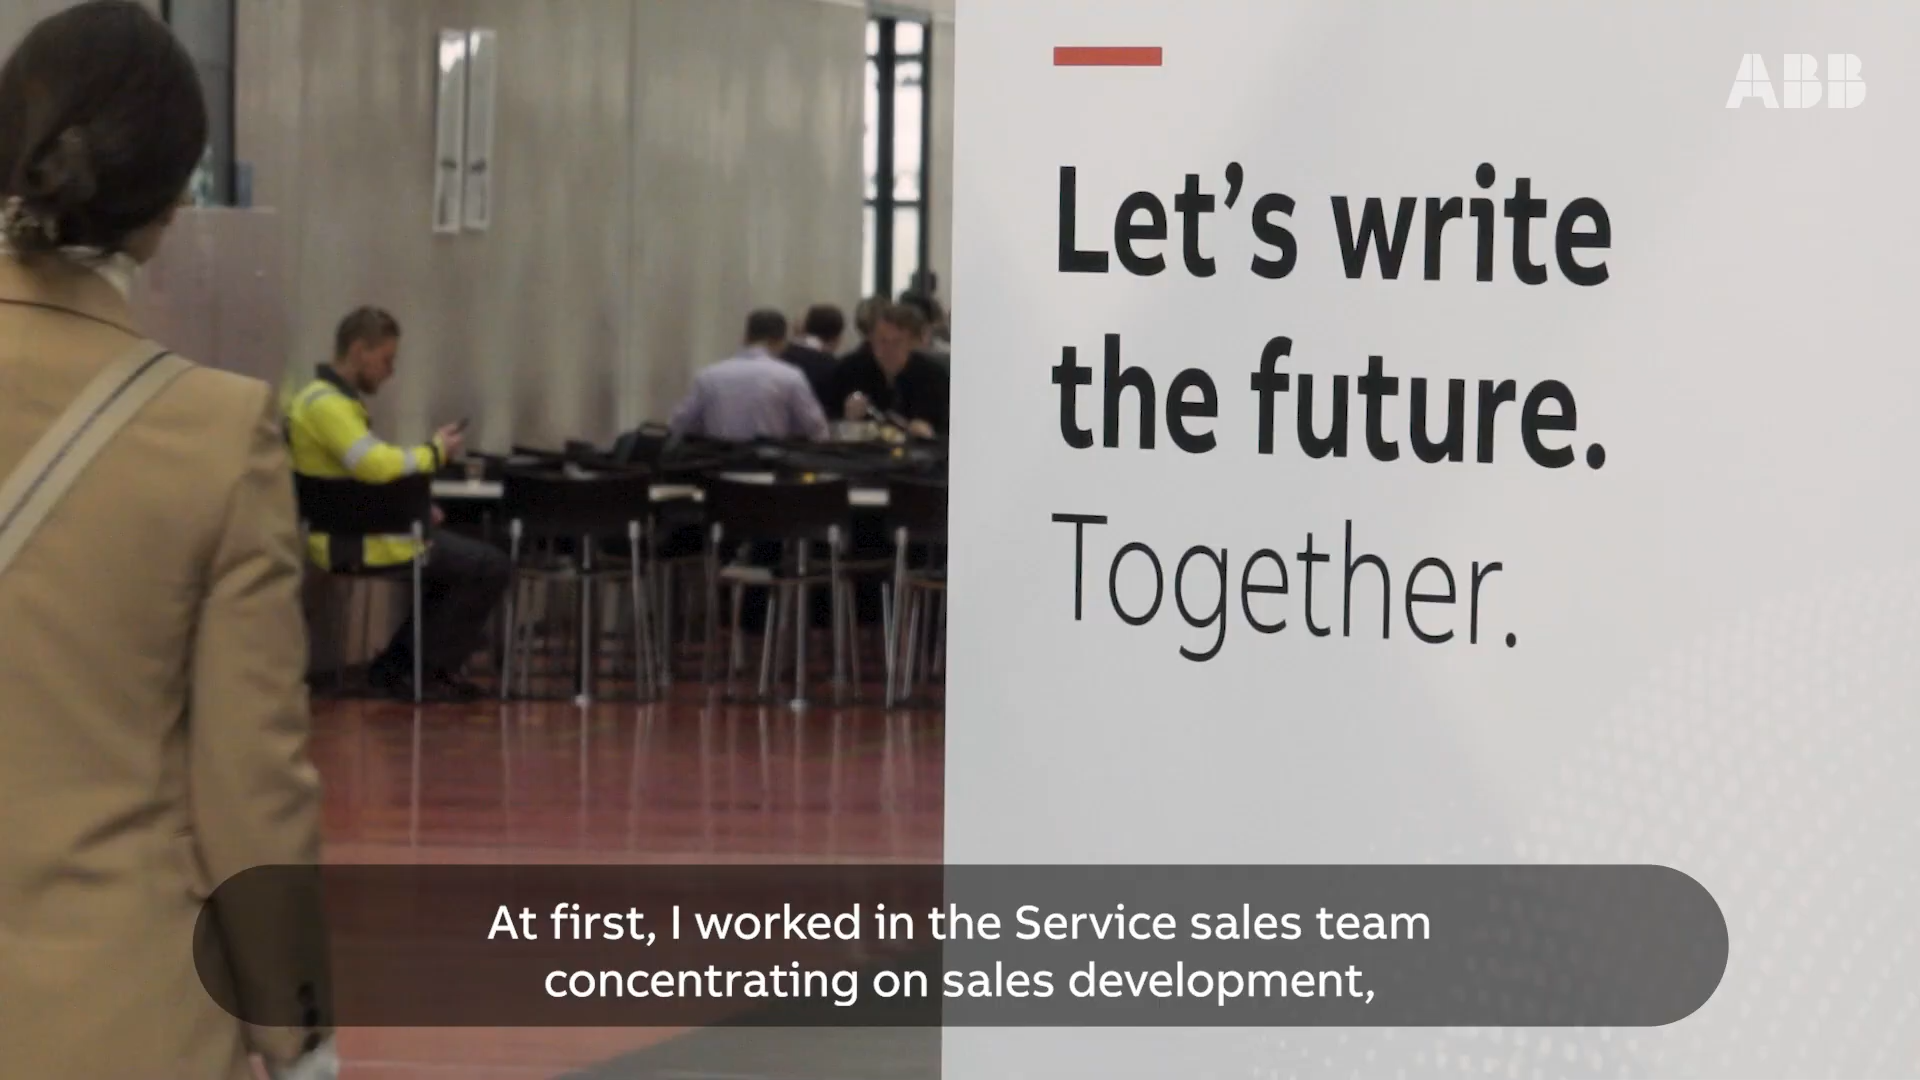 ABB
Let's write
the future.
Together.
At first, I worked in the Service sales team
concentrating on sales development,